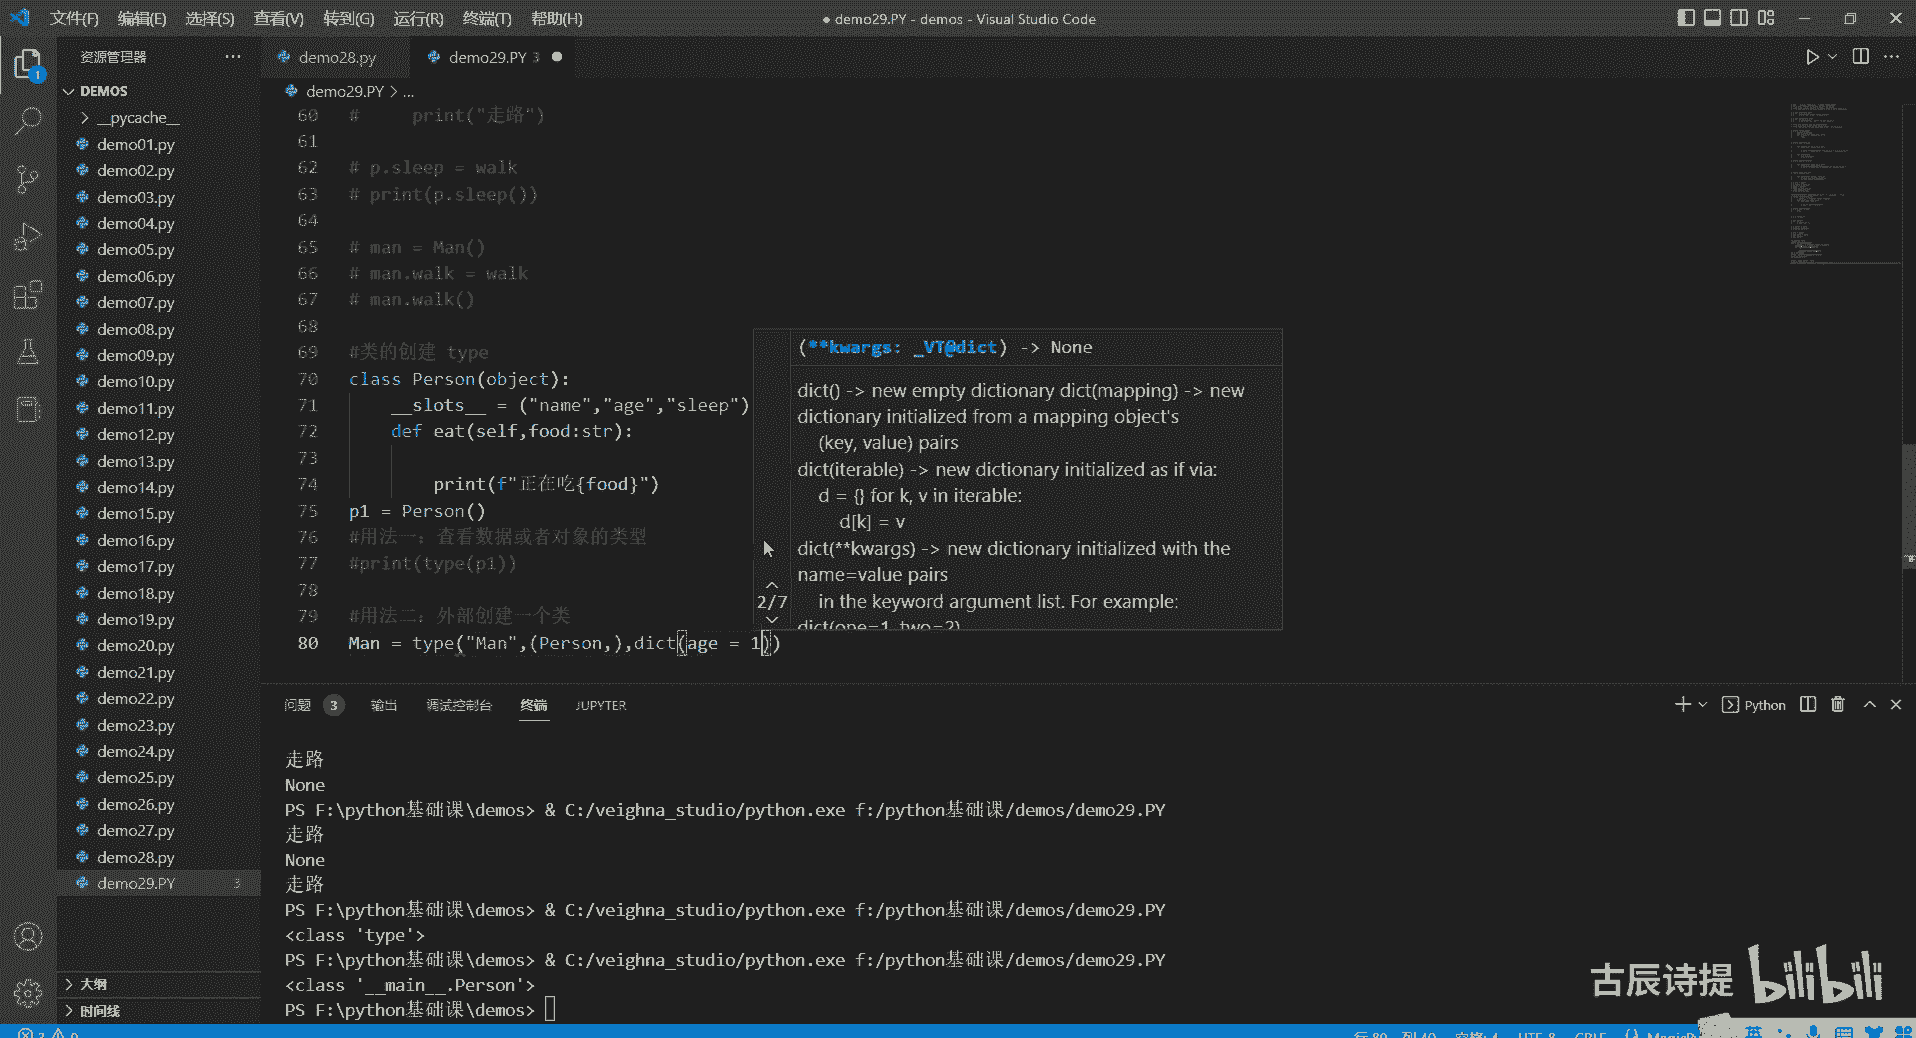 文件(F) 编辑(E) 选择(S) 查看(V) 转到(G) 运行(R) 终端(T) 帮助(H)
● demo29.PY - demos - Visual Studio Code
资源管理器
DEMOS
__pycache__
demo01.py
demo02.py
demo03.py
demo04.py
demo05.py
demo06.py
demo07.py
demo08.py
demo09.py
demo10.py
demo11.py
demo12.py
demo13.py
demo14.py
demo15.py
demo16.py
demo17.py
demo18.py
demo19.py
demo20.py
demo21.py
demo22.py
demo23.py
demo24.py
demo25.py
demo26.py
demo27.py
demo28.py
demo29.PY 3
大纲
时间线
1
demo28.py
demo29.PY 3
demo29.PY > ...
60 #     print("走路")
61
62 # p.sleep = walk
63 # print(p.sleep())
64
65 # man = Man()
66 # man.walk = walk
67 # man.walk()
68
69 #类的创建 type
70 class Person(object):
71     __slots__ = ("name","age","sleep")
72     def eat(self,food:str):
73
74         print(f"正在吃{food}")
75 p1 = Person()
76 #用法一：查看数据或者对象的类型
77 #print(type(p1))
78
79 #用法二：外部创建一个类
80 Man = type("Man",(Person,),dict(age = 1))
2/7
(**kwargs: _VT@dict) -> None
dict() -> new empty dictionary dict(mapping) -> new
dictionary initialized from a mapping object's
(key, value) pairs
dict(iterable) -> new dictionary initialized as if via:
d = {} for k, v in iterable:
d[k] = v
dict(**kwargs) -> new dictionary initialized with the
name=value pairs
in the keyword argument list. For example:
dict(one=1, two=2)
问题 3 输出 调试控制台 终端 JUPYTER
Python
走路
None
PS F:\python基础课\demos> & C:/veighna_studio/python.exe f:/python基础课/demos/demo29.PY
走路
None
走路
PS F:\python基础课\demos> & C:/veighna_studio/python.exe f:/python基础课/demos/demo29.PY
<class 'type'>
PS F:\python基础课\demos> & C:/veighna_studio/python.exe f:/python基础课/demos/demo29.PY
<class '__main__.Person'>
PS F:\python基础课\demos>
古辰诗提 bilibili
英